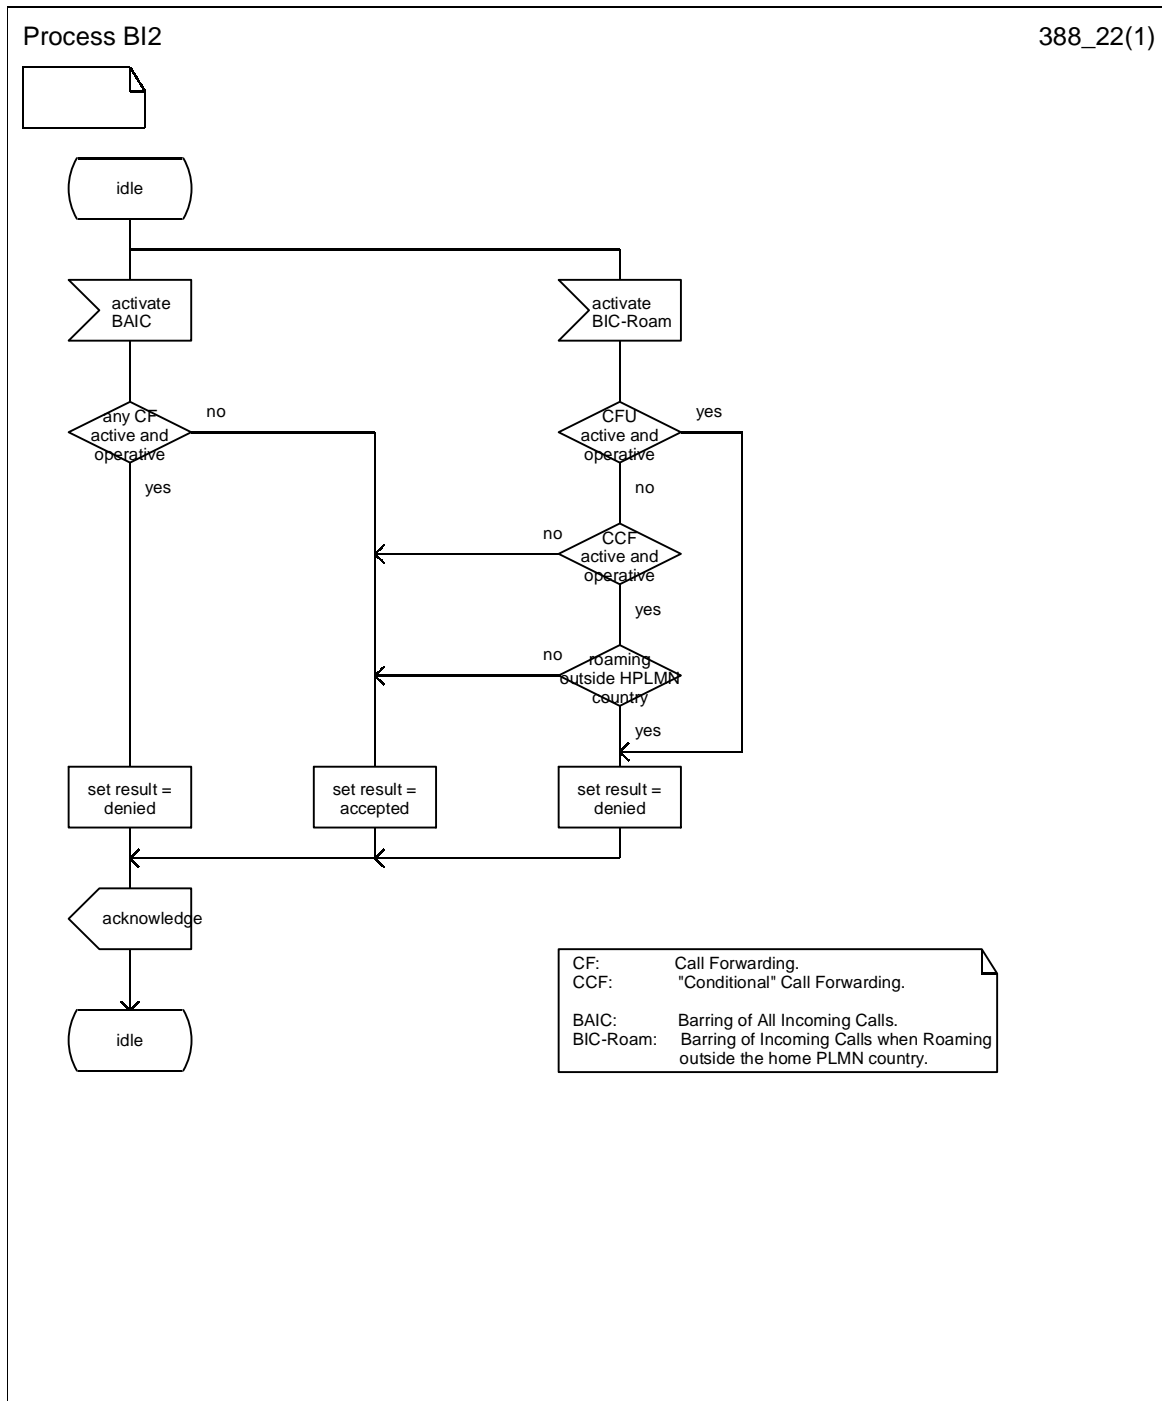 Process BI2
388_22(1)
idle
activate
BAIC
activate
BIC-Roam
any CF
active and
operative
no
yes
CFU
active and
operative
yes
no
no
CCF
active and
operative
yes
no
roaming
outside HPLMN
country
yes
set result =
denied
set result =
accepted
set result =
denied
acknowledge
idle
CF: Call Forwarding.
CCF: "Conditional" Call Forwarding.
BAIC: Barring of All Incoming Calls.
BIC-Roam: Barring of Incoming Calls when Roaming
outside the home PLMN country.